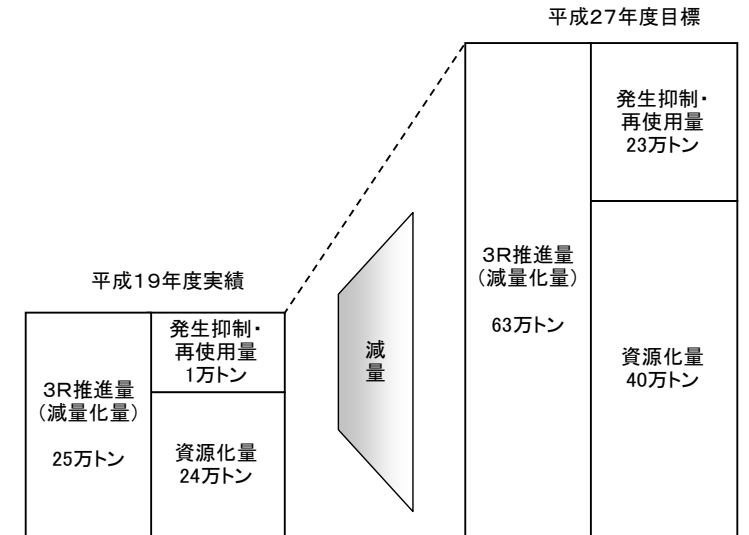 平成27年度目標
発生抑制・
再使用量
23万トン
3R推進量
(減量化量)
63万トン
資源化量
40万トン
平成19年度実績
発生抑制・
再使用量
1万トン
3R推進量
(減量化量)
25万トン
資源化量
24万トン
減
量